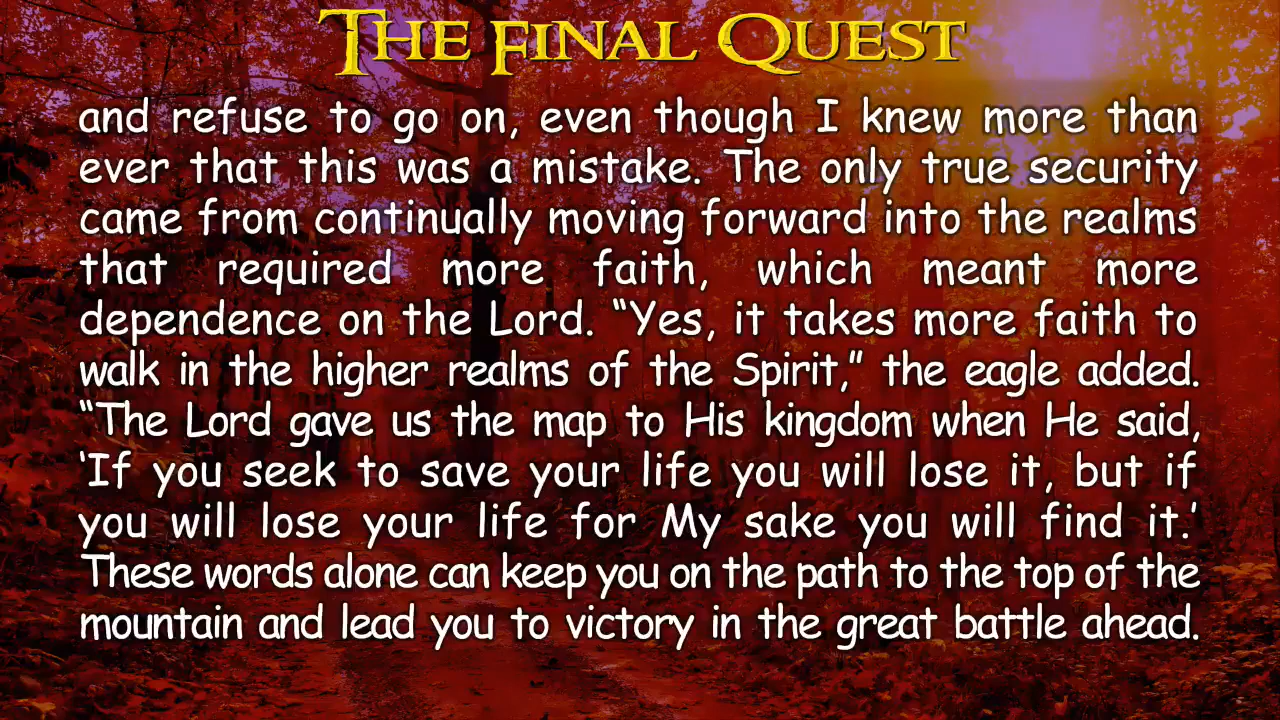 The Final Quest
and refuse to go on, even though I knew more than
ever that this was a mistake. The only true security
came from continually moving forward into the realms
that required more faith, which meant more
dependence on the Lord. “Yes, it takes more faith to
walk in the higher realms of the Spirit,” the eagle added.
“The Lord gave us the map to His kingdom when He said,
‘If you seek to save your life you will lose it, but if
you will lose your life for My sake you will find it.’
These words alone can keep you on the path to the top of the
mountain and lead you to victory in the great battle ahead.